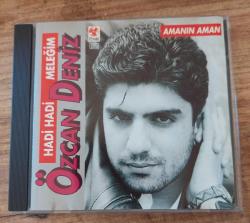 AMANIN AMAN
HADİ HADİ MELEĞİM
ÖZCAN DENİZ